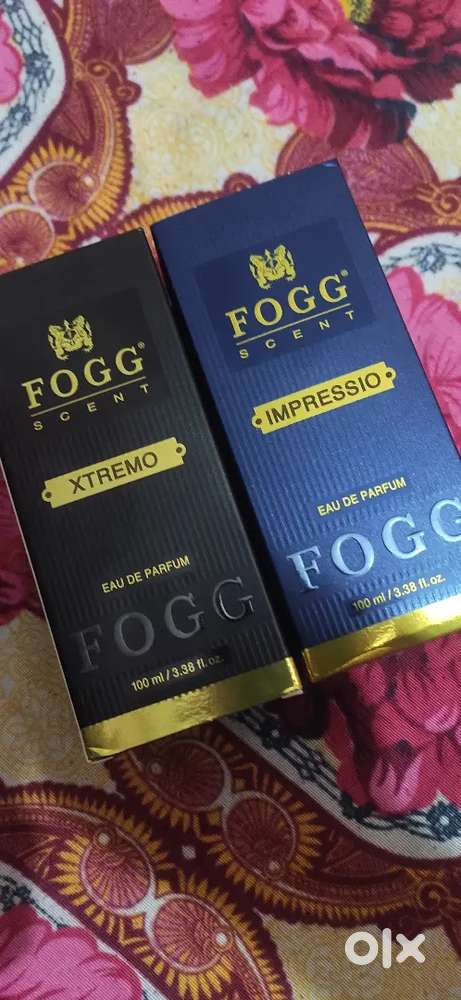 FOGG®
SCENT
XTREMO
EAU DE PARFUM
FOGG
100 ml / 3.38 fl. oz.
FOGG®
SCENT
IMPRESSIO
EAU DE PARFUM
FOGG
100 ml / 3.38 fl. oz.
olx